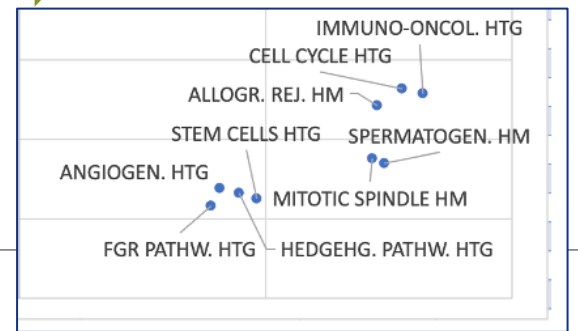 IMMUNO-ONCOL. HTG
CELL CYCLE HTG
ALLOGR. REJ. HM
STEM CELLS HTG
SPERMATOGEN. HM
ANGIOGEN. HTG
MITOTIC SPINDLE HM
FGR PATHW. HTG
HEDGEHG. PATHW. HTG